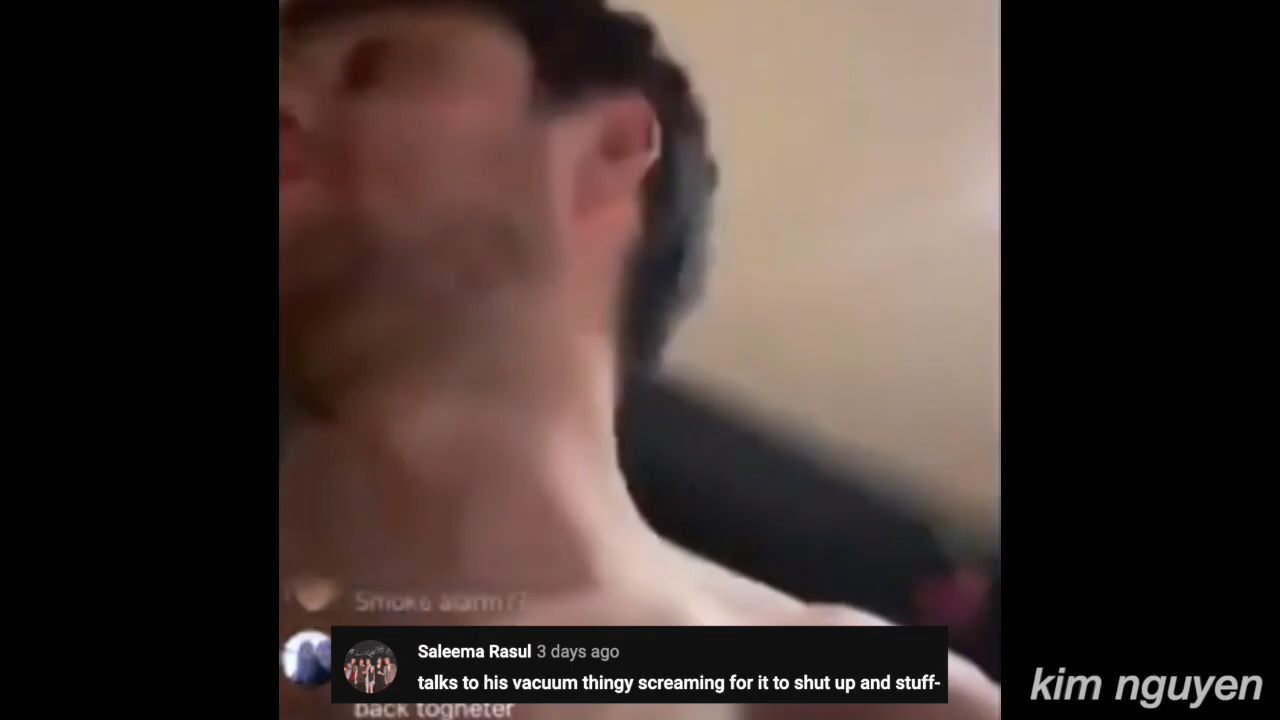 Smoke alarm??
Saleema Rasul 3 days ago
talks to his vacuum thingy screaming for it to shut up and stuff-
back togneter
kim nguyen